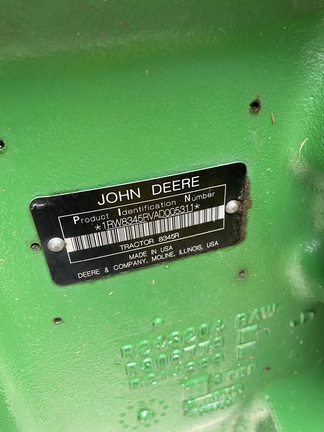 JOHN DEERE
Product Identification Number
*1RW8345RVAD005311*
TRACTOR 8345R
MADE IN USA
DEERE & COMPANY, MOLINE, ILLINOIS, USA